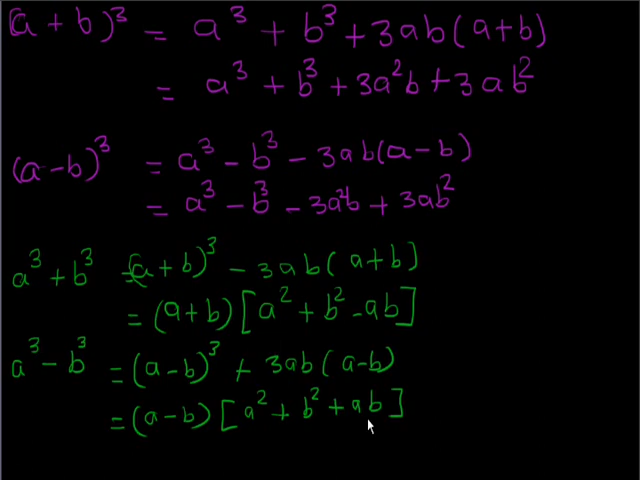 (a + b)³ = a³ + b³ + 3ab(a+b)
= a³ + b³ + 3a²b + 3ab²
(a-b)³ = a³ - b³ - 3ab(a-b)
= a³ - b³ - 3a²b + 3ab²
a³ + b³ = (a+b)³ - 3ab(a+b)
= (a+b)[a² + b² - ab]
a³ - b³ = (a-b)³ + 3ab(a-b)
= (a-b)[a² + b² + ab]